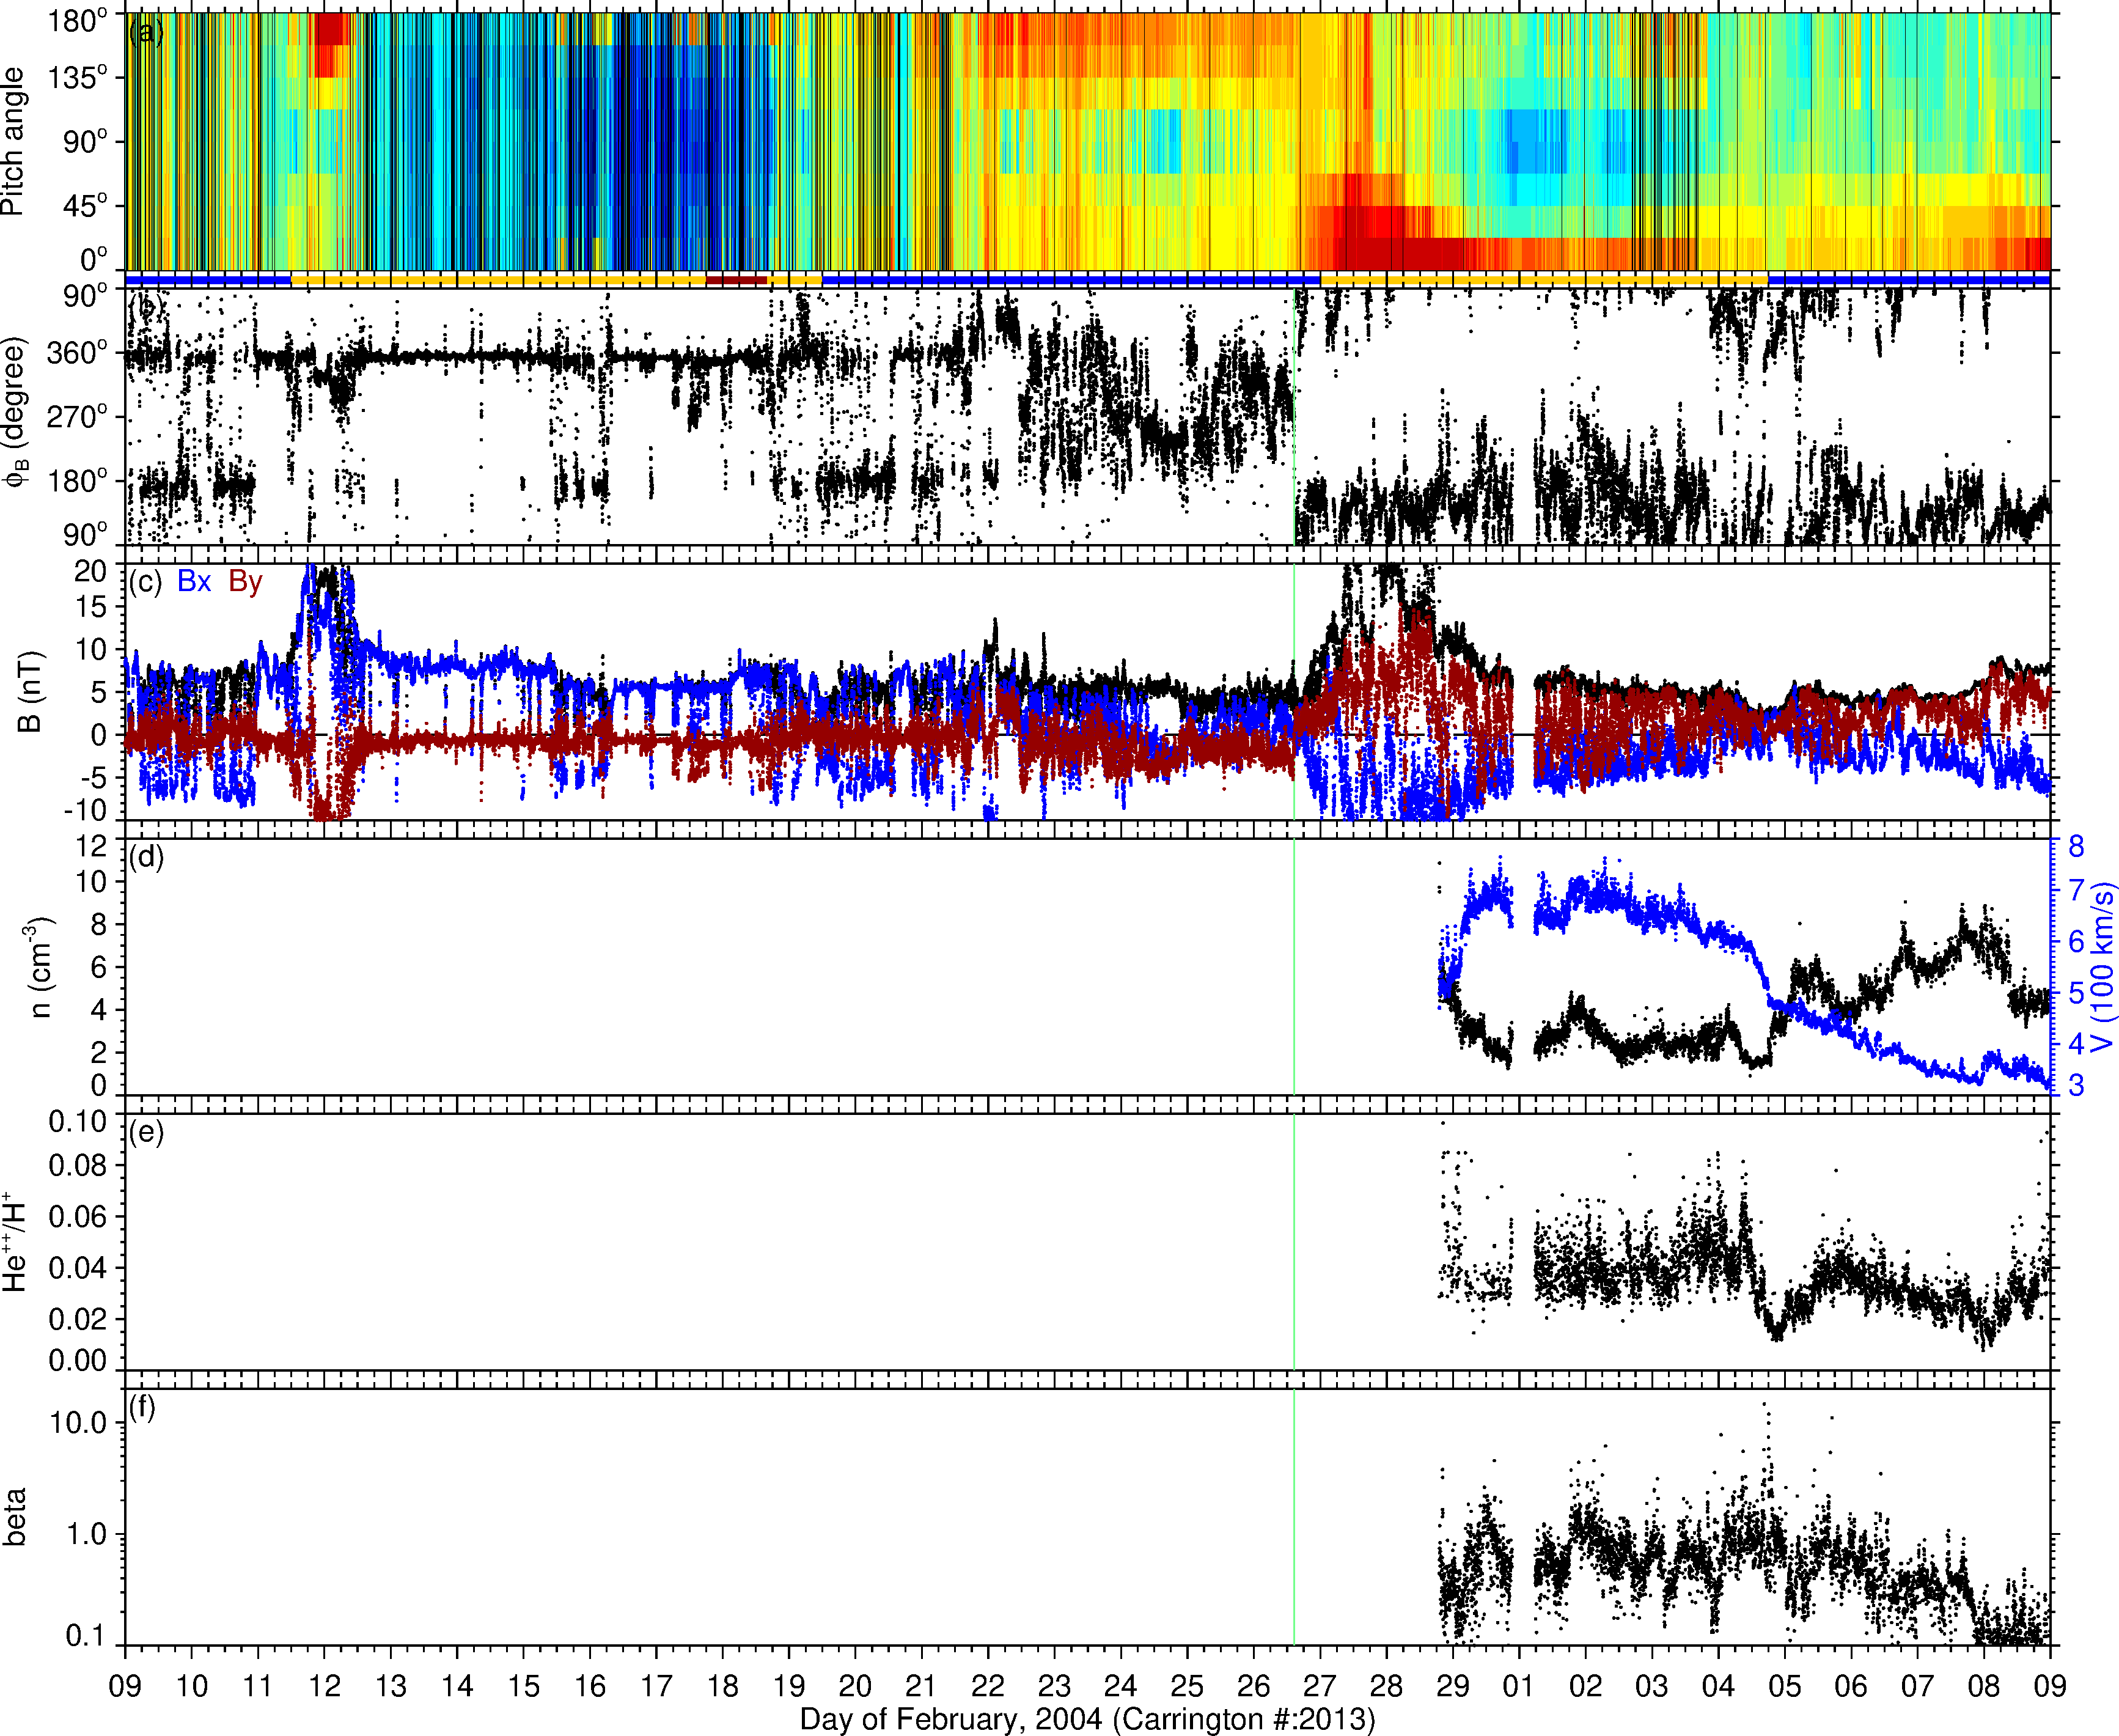 (a)
180°
135°
90°
45°
0°
Pitch angle
(b)
90°
360°
270°
180°
90°
ϕB (degree)
(c) Bx By
20
15
10
5
0
-5
-10
B (nT)
(d)
12
10
8
6
4
2
0
n (cm-3)
8
7
6
5
4
3
V (100 km/s)
(e)
0.10
0.08
0.06
0.04
0.02
0.00
He++/H+
(f)
10.0
1.0
0.1
beta
09 10 11 12 13 14 15 16 17 18 19 20 21 22 23 24 25 26 27 28 29 01 02 03 04 05 06 07 08 09
Day of February, 2004 (Carrington #:2013)